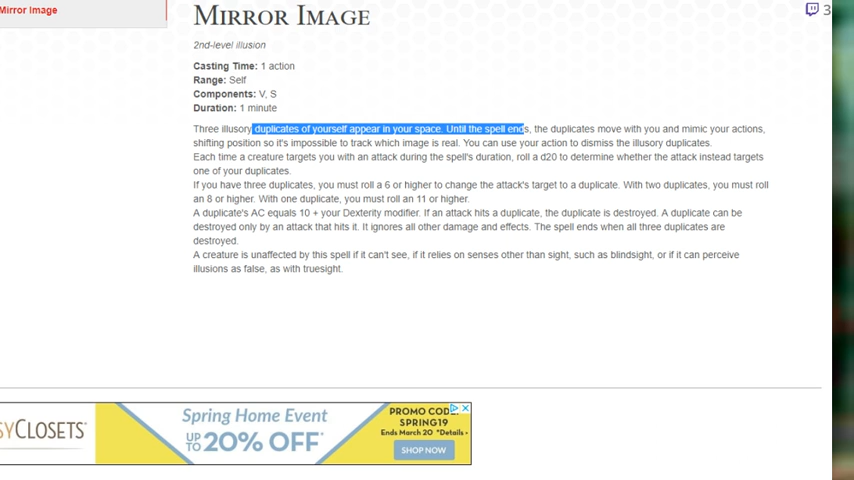 Mirror Image
MIRROR IMAGE
3
2nd-level illusion
Casting Time: 1 action
Range: Self
Components: V, S
Duration: 1 minute
Three illusory duplicates of yourself appear in your space. Until the spell ends, the duplicates move with you and mimic your actions,
shifting position so it's impossible to track which image is real. You can use your action to dismiss the illusory duplicates.
Each time a creature targets you with an attack during the spell's duration, roll a d20 to determine whether the attack instead targets
one of your duplicates.
If you have three duplicates, you must roll a 6 or higher to change the attack's target to a duplicate. With two duplicates, you must roll
an 8 or higher. With one duplicate, you must roll an 11 or higher.
A duplicate's AC equals 10 + your Dexterity modifier. If an attack hits a duplicate, the duplicate is destroyed. A duplicate can be
destroyed only by an attack that hits it. It ignores all other damage and effects. The spell ends when all three duplicates are
destroyed.
A creature is unaffected by this spell if it can't see, if it relies on senses other than sight, such as blindsight, or if it can perceive
illusions as false, as with truesight.
SYCLOSETS
Spring Home Event
UP TO 20% OFF*
PROMO CODE:
SPRING19
Ends March 20 *Details ›
SHOP NOW